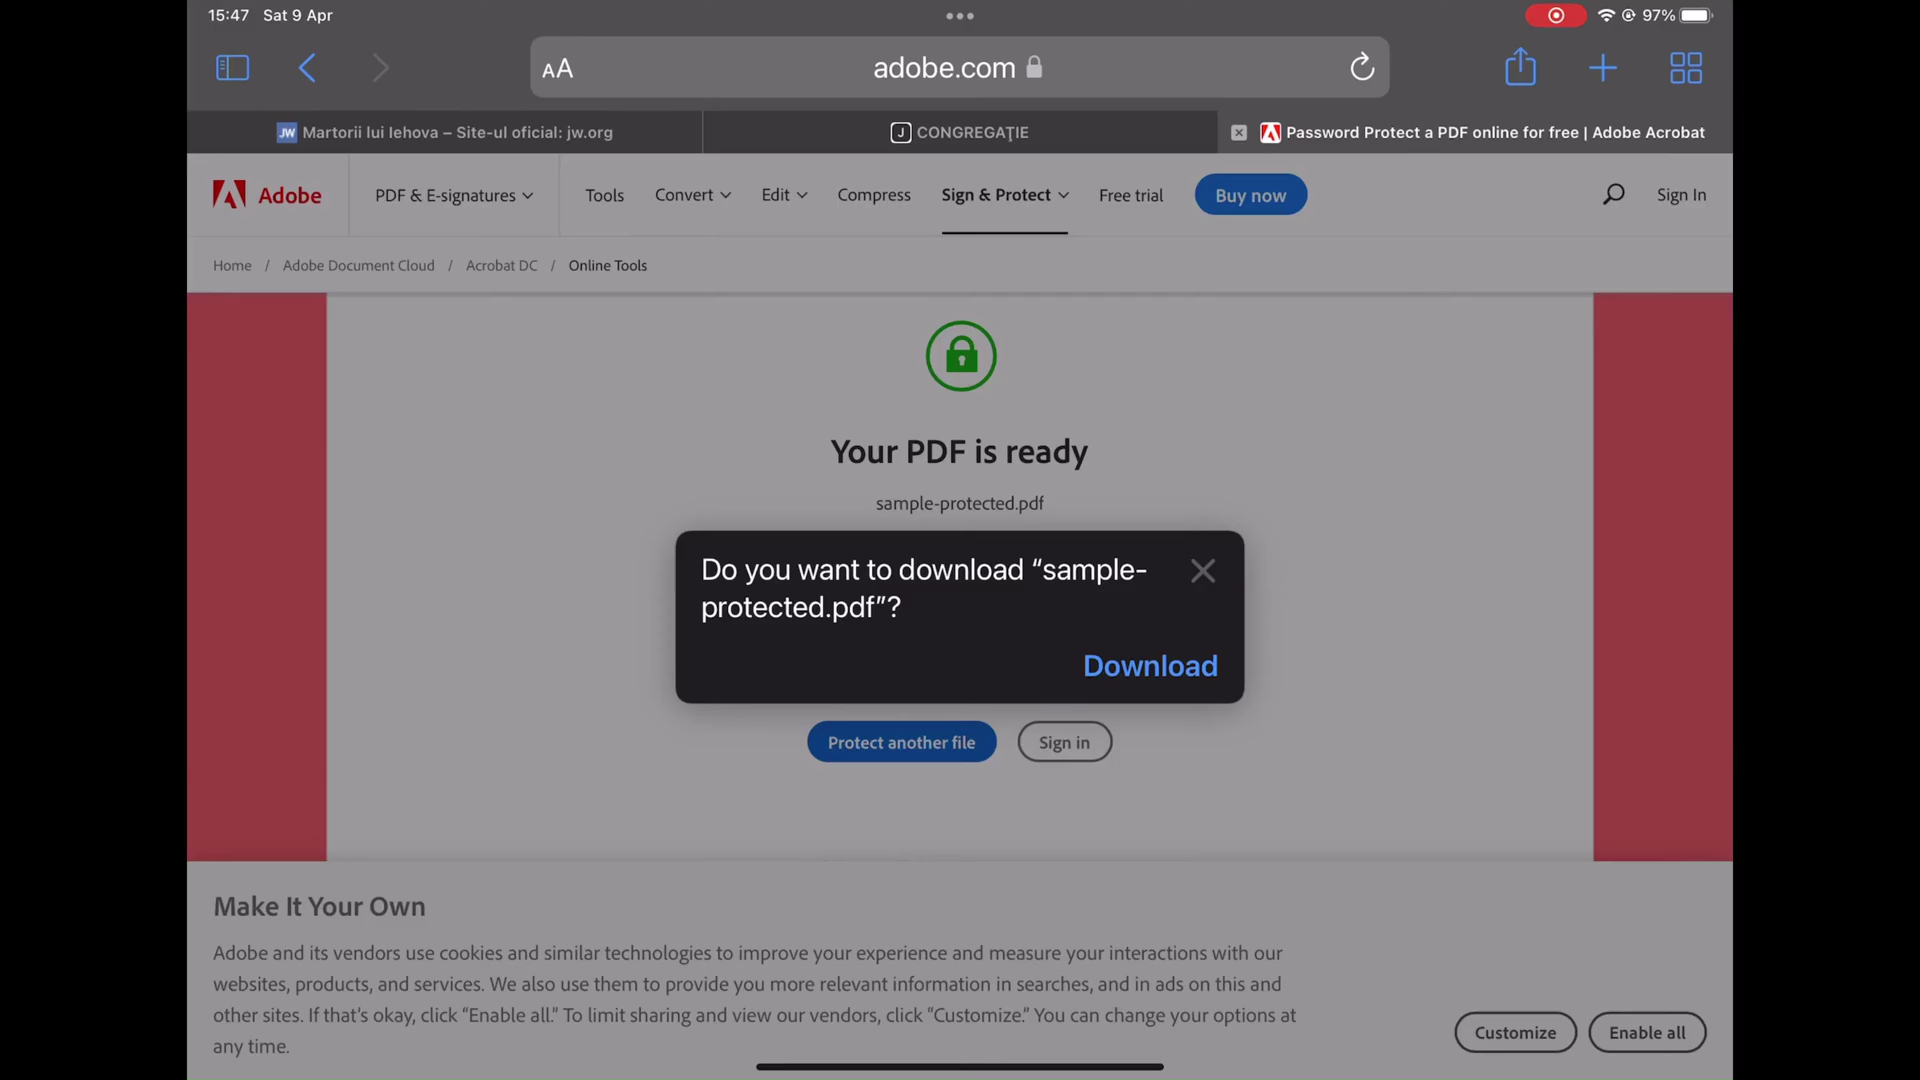 15:47 Sat 9 Apr
97%
AA
adobe.com
JW Martorii lui Iehova – Site-ul oficial: jw.org
J CONGREGAȚIE
Password Protect a PDF online for free | Adobe Acrobat
Adobe
PDF & E-signatures
Tools
Convert
Edit
Compress
Sign & Protect
Free trial
Buy now
Sign In
Home / Adobe Document Cloud / Acrobat DC / Online Tools
Your PDF is ready
sample-protected.pdf
Do you want to download “sample-
protected.pdf”?
Download
Protect another file
Sign in
Make It Your Own
Adobe and its vendors use cookies and similar technologies to improve your experience and measure your interactions with our
websites, products, and services. We also use them to provide you more relevant information in searches, and in ads on this and
other sites. If that’s okay, click “Enable all.” To limit sharing and view our vendors, click “Customize.” You can change your options at
any time.
Customize
Enable all